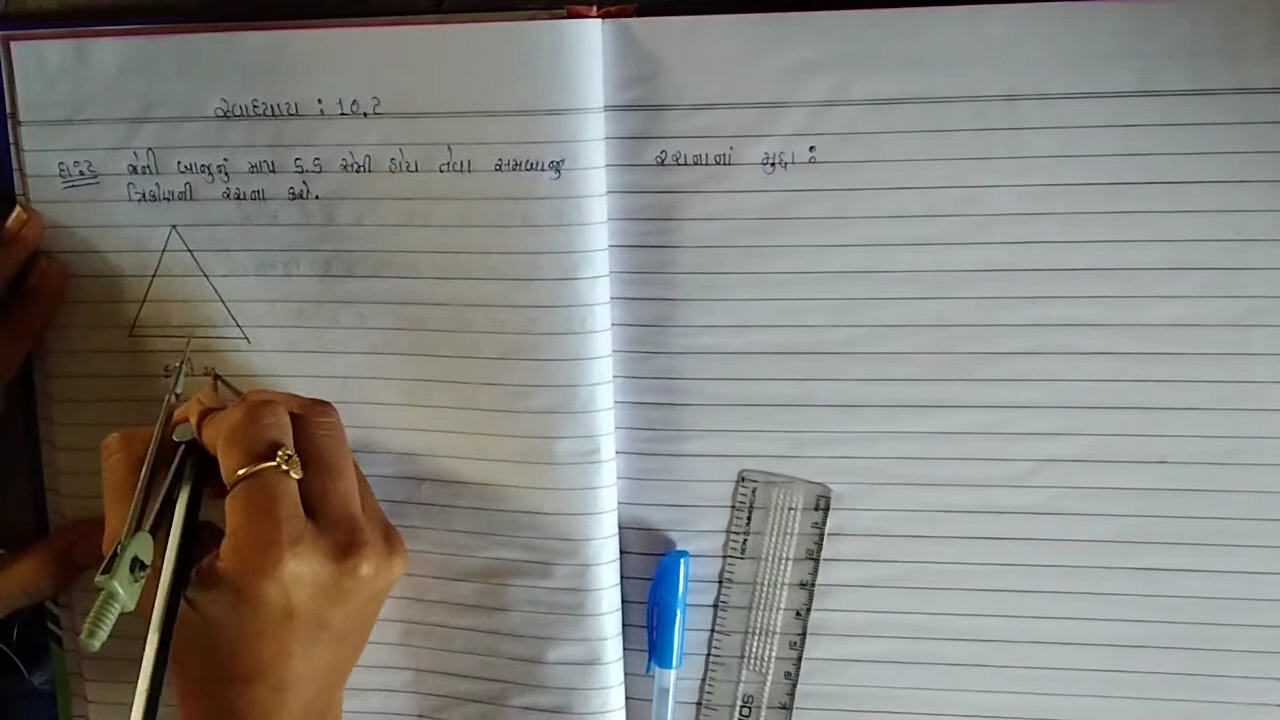 સ્વાધ્યાય : 10.2
દા:2 જેની બાજુનું માપ 5.5 સેમી હોય તેવા સમબાજુ
ત્રિકોણની રચના કરો.
રચનાનાં મુદ્દા :